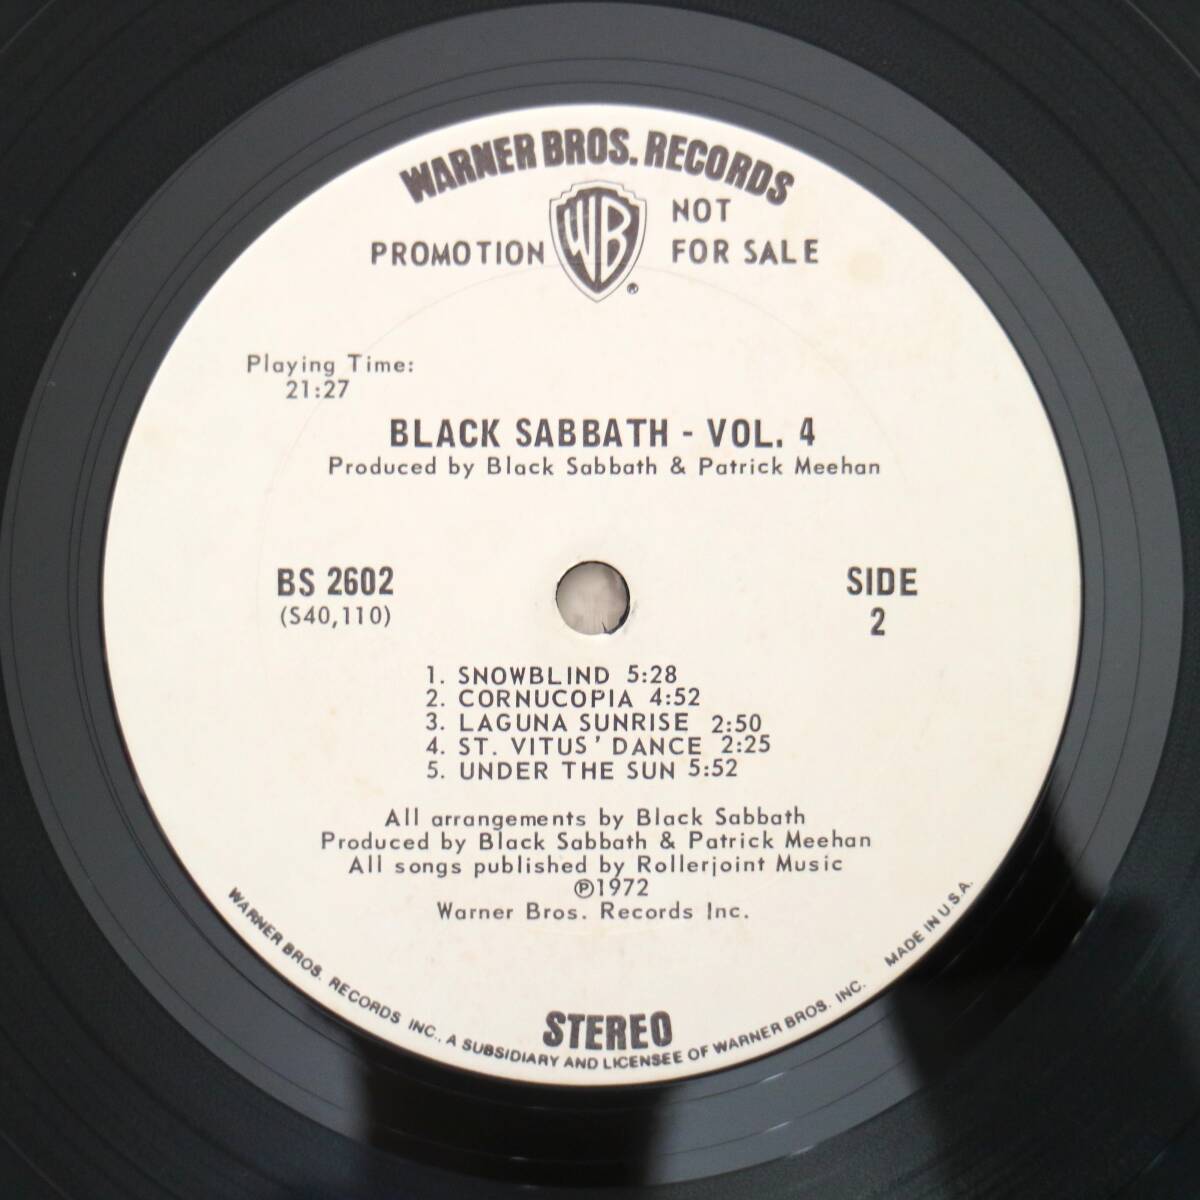 WARNER BROS. RECORDS
PROMOTION WB NOT FOR SALE
®
Playing Time:
21:27
BLACK SABBATH - VOL. 4
Produced by Black Sabbath & Patrick Meehan
BS 2602
(S40,110)
SIDE
2
1. SNOWBLIND 5:28
2. CORNUCOPIA 4:52
3. LAGUNA SUNRISE 2:50
4. ST. VITUS' DANCE 2:25
5. UNDER THE SUN 5:52
All arrangements by Black Sabbath
Produced by Black Sabbath & Patrick Meehan
All songs published by Rollerjoint Music
℗1972
Warner Bros. Records Inc.
STEREO
WARNER BROS. RECORDS INC., A SUBSIDIARY AND LICENSEE OF WARNER BROS. INC. MADE IN U.S.A.